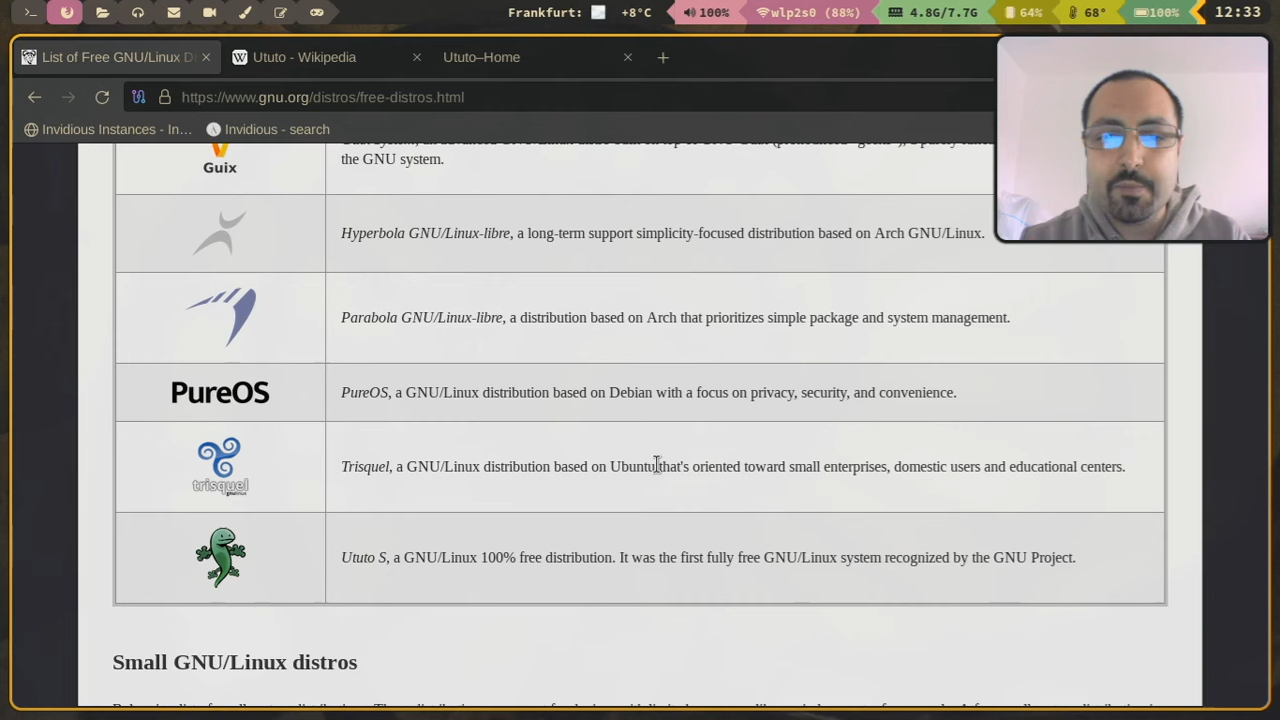 Frankfurt: +8°C 100% wlp2s0 (88%) 4.8G/7.7G 64% 68° 100% 12:33
List of Free GNU/Linux D Ututo - Wikipedia Ututo–Home
https://www.gnu.org/distros/free-distros.html
Invidious Instances - In… Invidious - search
Guix
the GNU system.
Hyperbola GNU/Linux-libre, a long-term support simplicity-focused distribution based on Arch GNU/Linux.
Parabola GNU/Linux-libre, a distribution based on Arch that prioritizes simple package and system management.
PureOS
PureOS, a GNU/Linux distribution based on Debian with a focus on privacy, security, and convenience.
trisquel
Trisquel, a GNU/Linux distribution based on Ubuntu that's oriented toward small enterprises, domestic users and educational centers.
Ututo S, a GNU/Linux 100% free distribution. It was the first fully free GNU/Linux system recognized by the GNU Project.
Small GNU/Linux distros